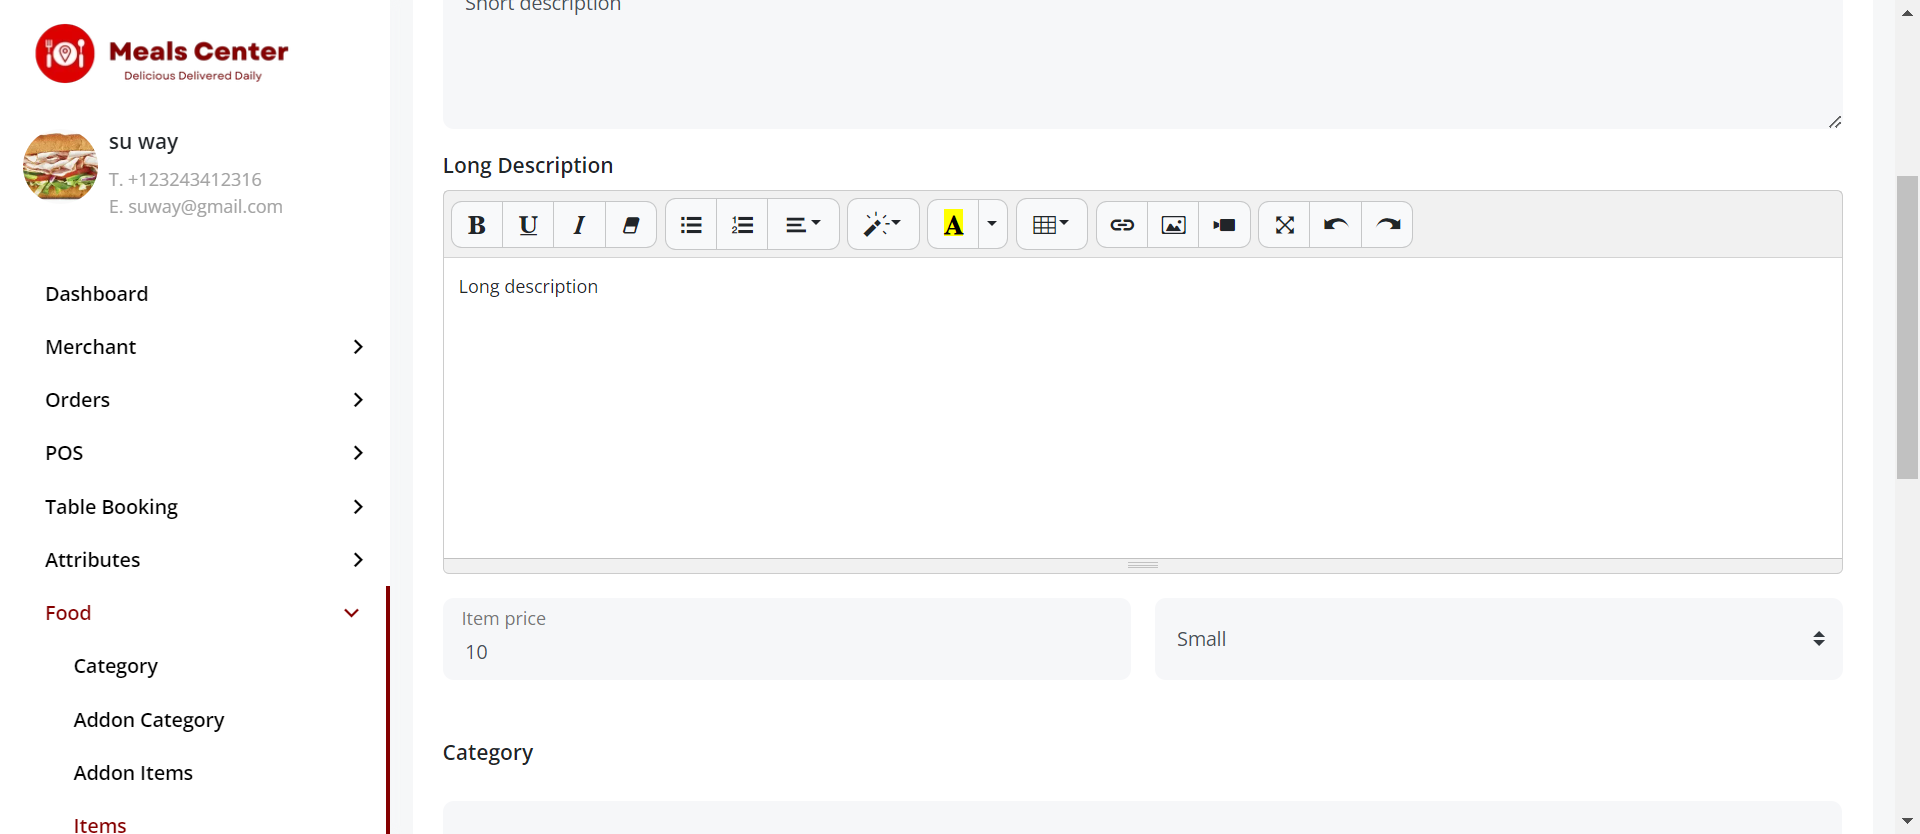 Meals Center
Delicious Delivered Daily
su way
T. +123243412316
E. suway@gmail.com
Dashboard
Merchant
Orders
POS
Table Booking
Attributes
Food
Category
Addon Category
Addon Items
Items
Short description
Long Description
B U I
A
Long description
Item price
10
Small
Category